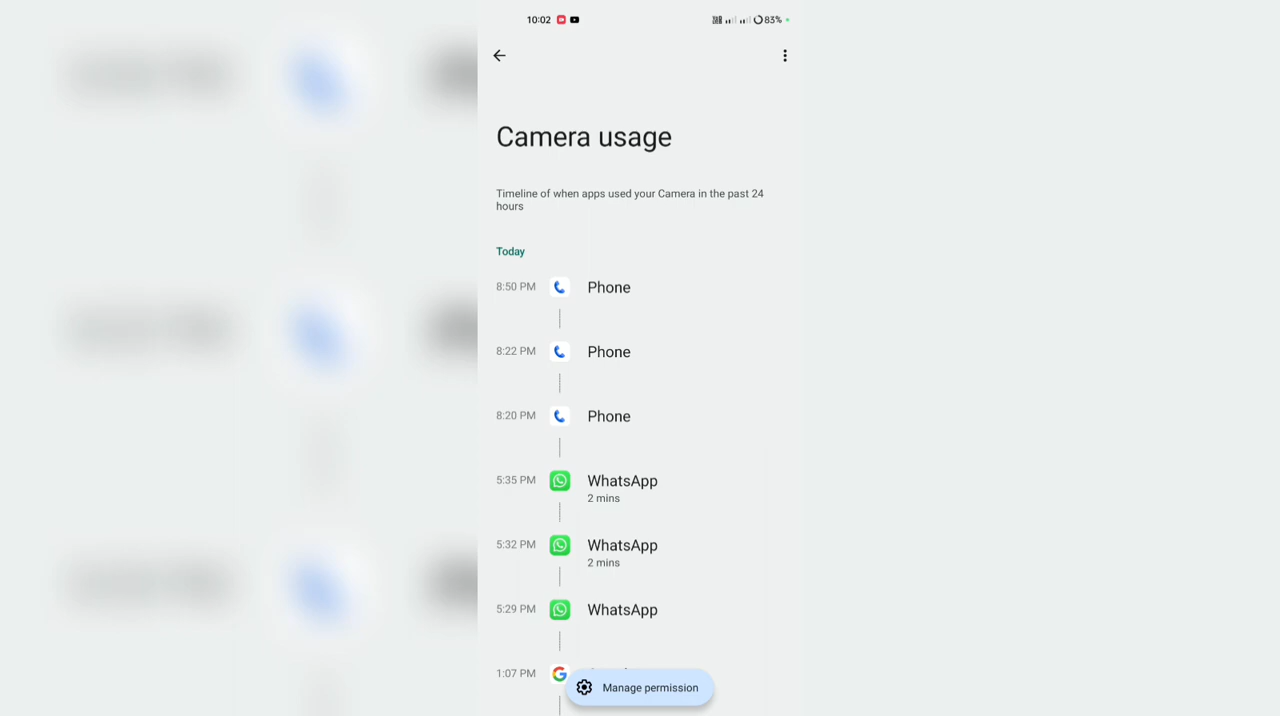 10:02
83%
Camera usage
Timeline of when apps used your Camera in the past 24
hours
Today
8:50 PM Phone
8:22 PM Phone
8:20 PM Phone
5:35 PM WhatsApp
2 mins
5:32 PM WhatsApp
2 mins
5:29 PM WhatsApp
1:07 PM
Manage permission